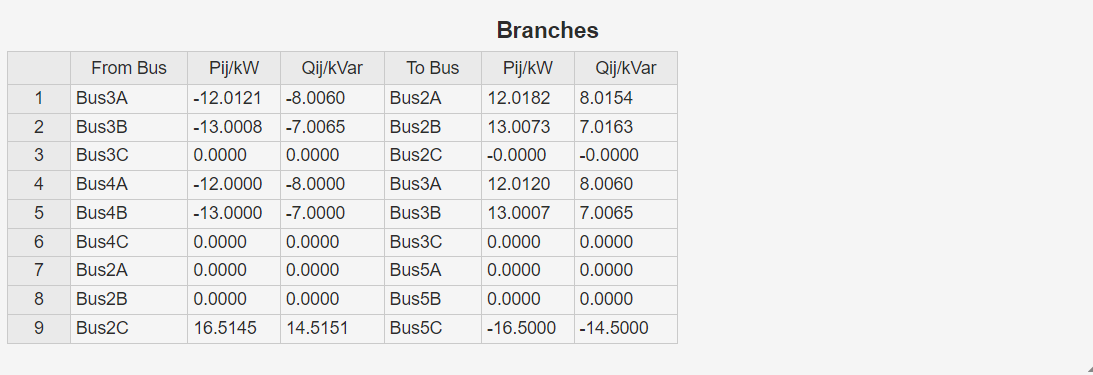 Branches
From Bus Pij/kW Qij/kVar To Bus Pij/kW Qij/kVar
1 Bus3A -12.0121 -8.0060 Bus2A 12.0182 8.0154
2 Bus3B -13.0008 -7.0065 Bus2B 13.0073 7.0163
3 Bus3C 0.0000 0.0000 Bus2C -0.0000 -0.0000
4 Bus4A -12.0000 -8.0000 Bus3A 12.0120 8.0060
5 Bus4B -13.0000 -7.0000 Bus3B 13.0007 7.0065
6 Bus4C 0.0000 0.0000 Bus3C 0.0000 0.0000
7 Bus2A 0.0000 0.0000 Bus5A 0.0000 0.0000
8 Bus2B 0.0000 0.0000 Bus5B 0.0000 0.0000
9 Bus2C 16.5145 14.5151 Bus5C -16.5000 -14.5000